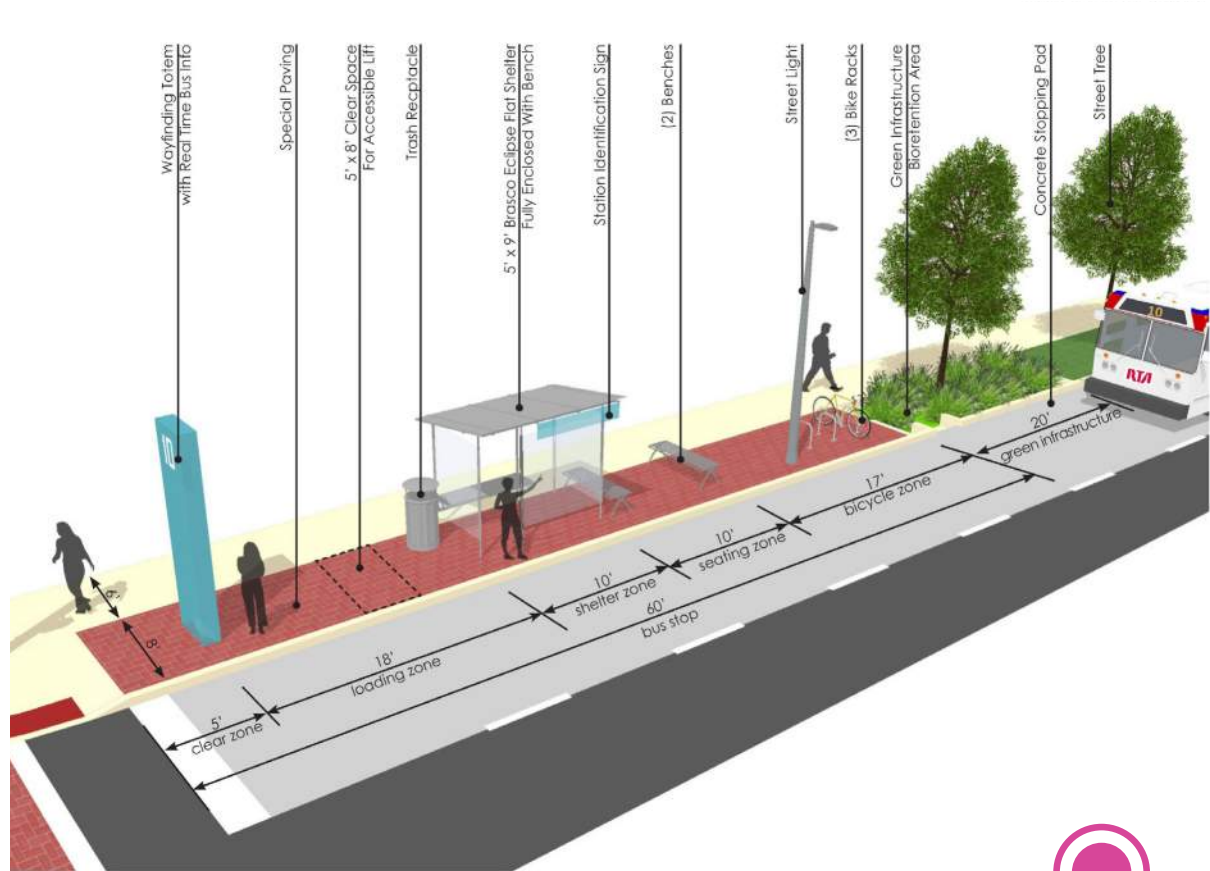 Wayfinding Totem
with Real Time Bus Info
Special Paving
5' x 8' Clear Space
For Accessible Lift
Trash Recptacle
5' x 9' Brasco Eclipse Flat Shelter
Fully Enclosed With Bench
Station Identification Sign
(2) Benches
Street Light
(3) Bike Racks
Green Infrastructure
Bioretention Area
Concrete Stopping Pad
Street Tree
10
10
RTA
6'
8'
5'
clear zone
18'
loading zone
10'
shelter zone
10'
seating zone
17'
bicycle zone
20'
green infrastructure
60'
bus stop